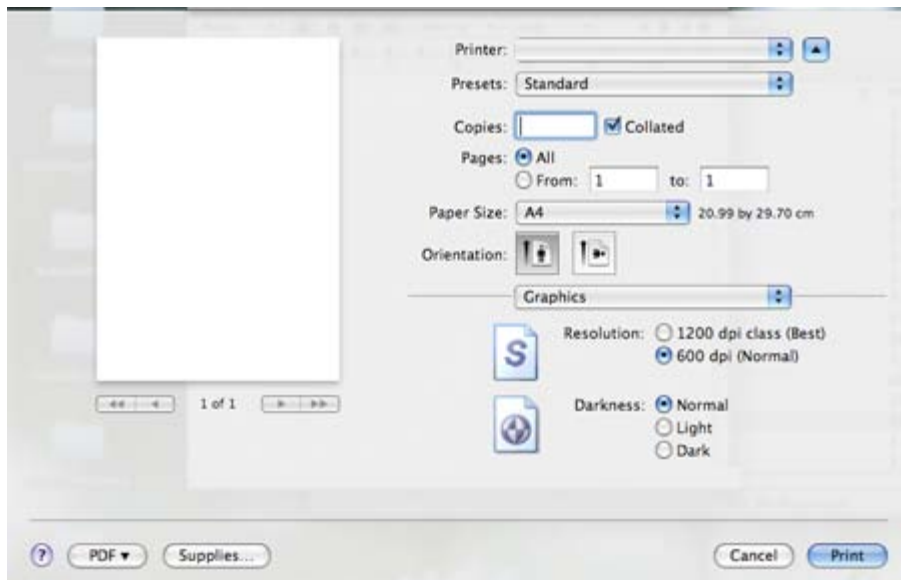 Printer:
Presets: Standard
Copies: Collated
Pages: All
From: 1 to: 1
Paper Size: A4 20.99 by 29.70 cm
Orientation:
Graphics
Resolution: 1200 dpi class (Best)
600 dpi (Normal)
S
1 of 1
Darkness: Normal
Light
Dark
? PDF Supplies... Cancel Print